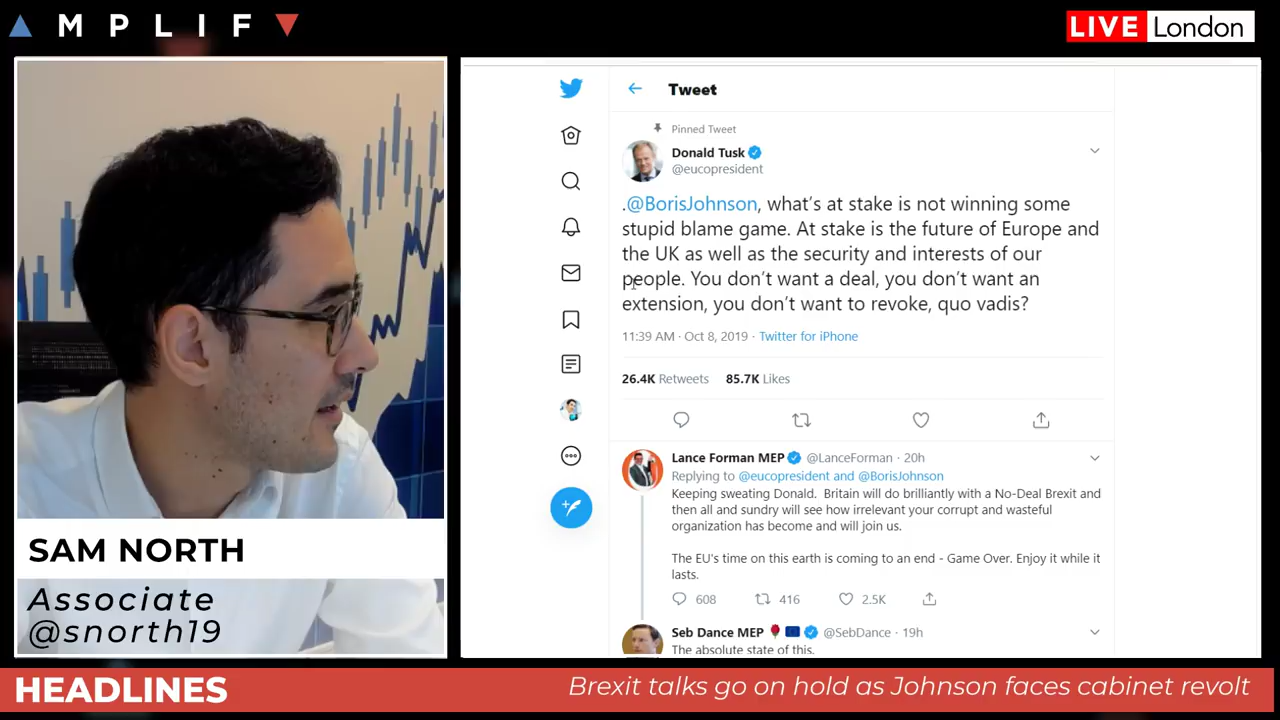 AMPLIFY
LIVE London
Tweet
Pinned Tweet
Donald Tusk
@eucopresident
.@BorisJohnson, what's at stake is not winning some
stupid blame game. At stake is the future of Europe and
the UK as well as the security and interests of our
people. You don't want a deal, you don't want an
extension, you don't want to revoke, quo vadis?
11:39 AM · Oct 8, 2019 · Twitter for iPhone
26.4K Retweets 85.7K Likes
Lance Forman MEP @LanceForman · 20h
Replying to @eucopresident and @BorisJohnson
Keeping sweating Donald. Britain will do brilliantly with a No-Deal Brexit and
then all and sundry will see how irrelevant your corrupt and wasteful
organization has become and will join us.
The EU's time on this earth is coming to an end - Game Over. Enjoy it while it
lasts.
608 416 2.5K
Seb Dance MEP @SebDance · 19h
The absolute state of this.
SAM NORTH
Associate
@snorth19
HEADLINES
Brexit talks go on hold as Johnson faces cabinet revolt